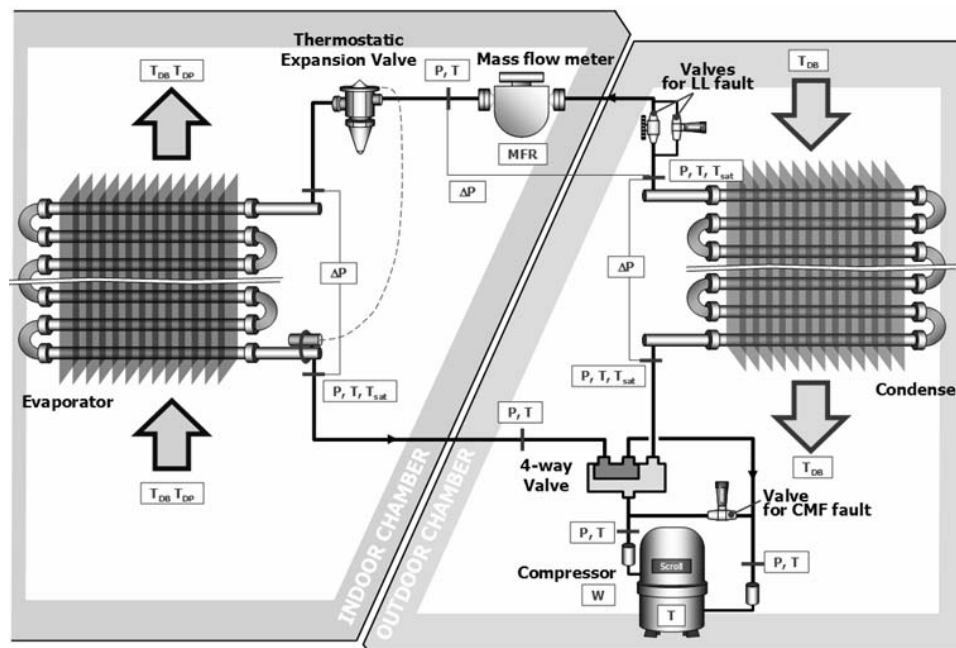 Thermostatic
Expansion Valve
Mass flow meter
P, T
Valves
for LL fault
T_DB T_DP
T_DB
MFR
P, T, T_sat
ΔP
ΔP
ΔP
P, T, T_sat
P, T, T_sat
Evaporator
Condense
P, T
T_DB T_DP
T_DB
4-way
Valve
Valve
for CMF fault
P, T
P, T
Compressor
Scroll
W
T
INDOOR CHAMBER
OUTDOOR CHAMBER